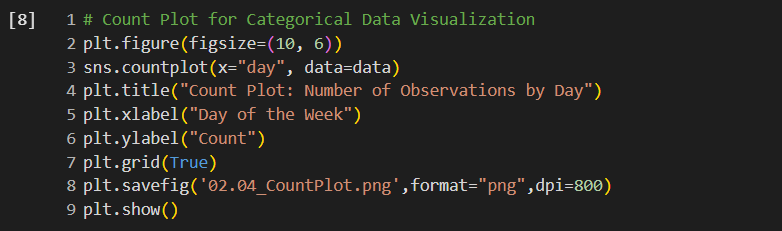 [8] 1 # Count Plot for Categorical Data Visualization
2 plt.figure(figsize=(10, 6))
3 sns.countplot(x="day", data=data)
4 plt.title("Count Plot: Number of Observations by Day")
5 plt.xlabel("Day of the Week")
6 plt.ylabel("Count")
7 plt.grid(True)
8 plt.savefig('02.04_CountPlot.png',format="png",dpi=800)
9 plt.show()